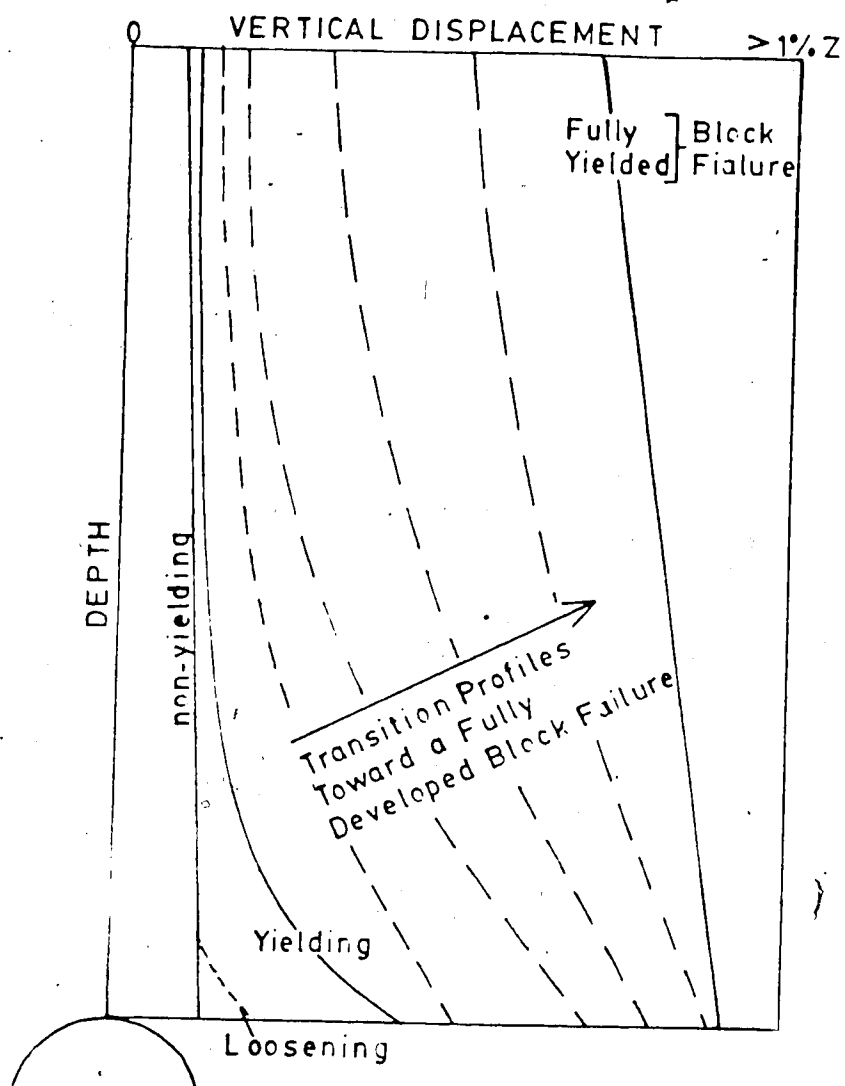 0 VERTICAL DISPLACEMENT >1% Z
Fully
Yielded
Block
Fialure
DEPTH
non-yielding
Transition Profiles
Toward a Fully
Developed Block Failure
Yielding
Loosening